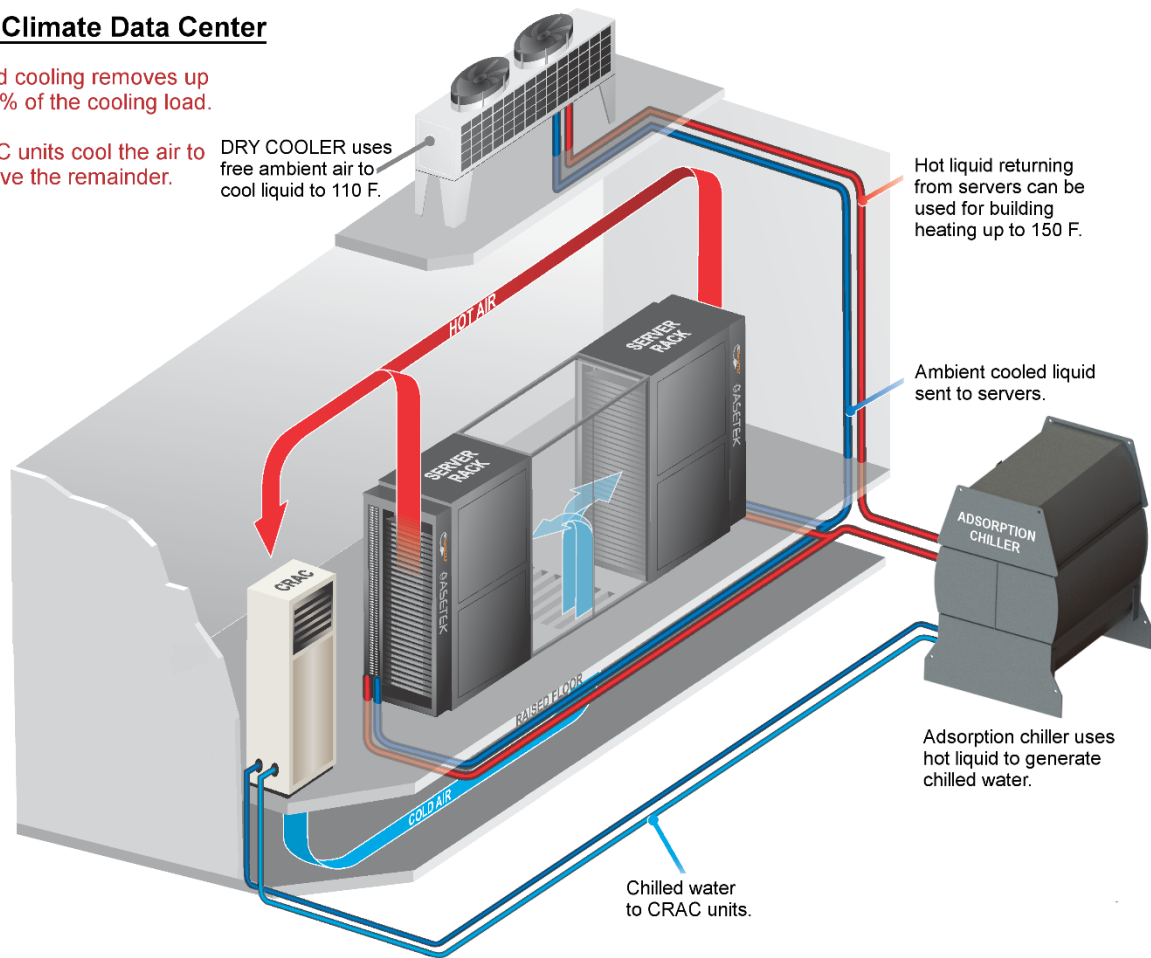 Climate Data Center
d cooling removes up
% of the cooling load.
C units cool the air to
ve the remainder.
DRY COOLER uses
free ambient air to
cool liquid to 110 F.
Hot liquid returning
from servers can be
used for building
heating up to 150 F.
HOT AIR
SERVER
RACK
ASETEK
Ambient cooled liquid
sent to servers.
SERVER
RACK
ASETEK
ADSORPTION
CHILLER
CRAC
RAISED FLOOR
COLD AIR
Adsorption chiller uses
hot liquid to generate
chilled water.
Chilled water
to CRAC units.